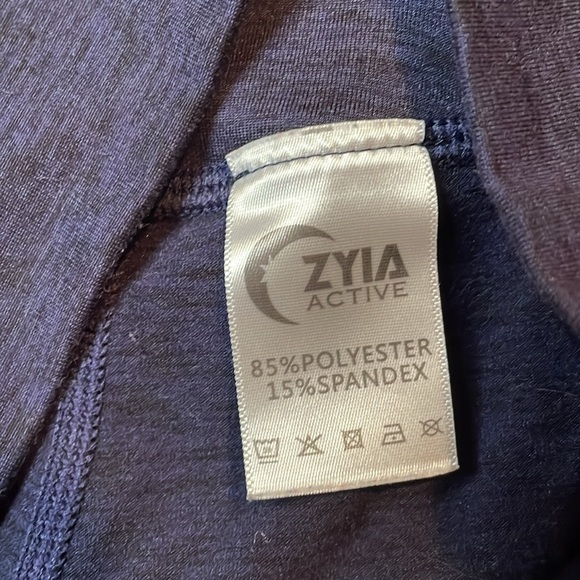 ZYIA
ACTIVE
85%POLYESTER
15%SPANDEX